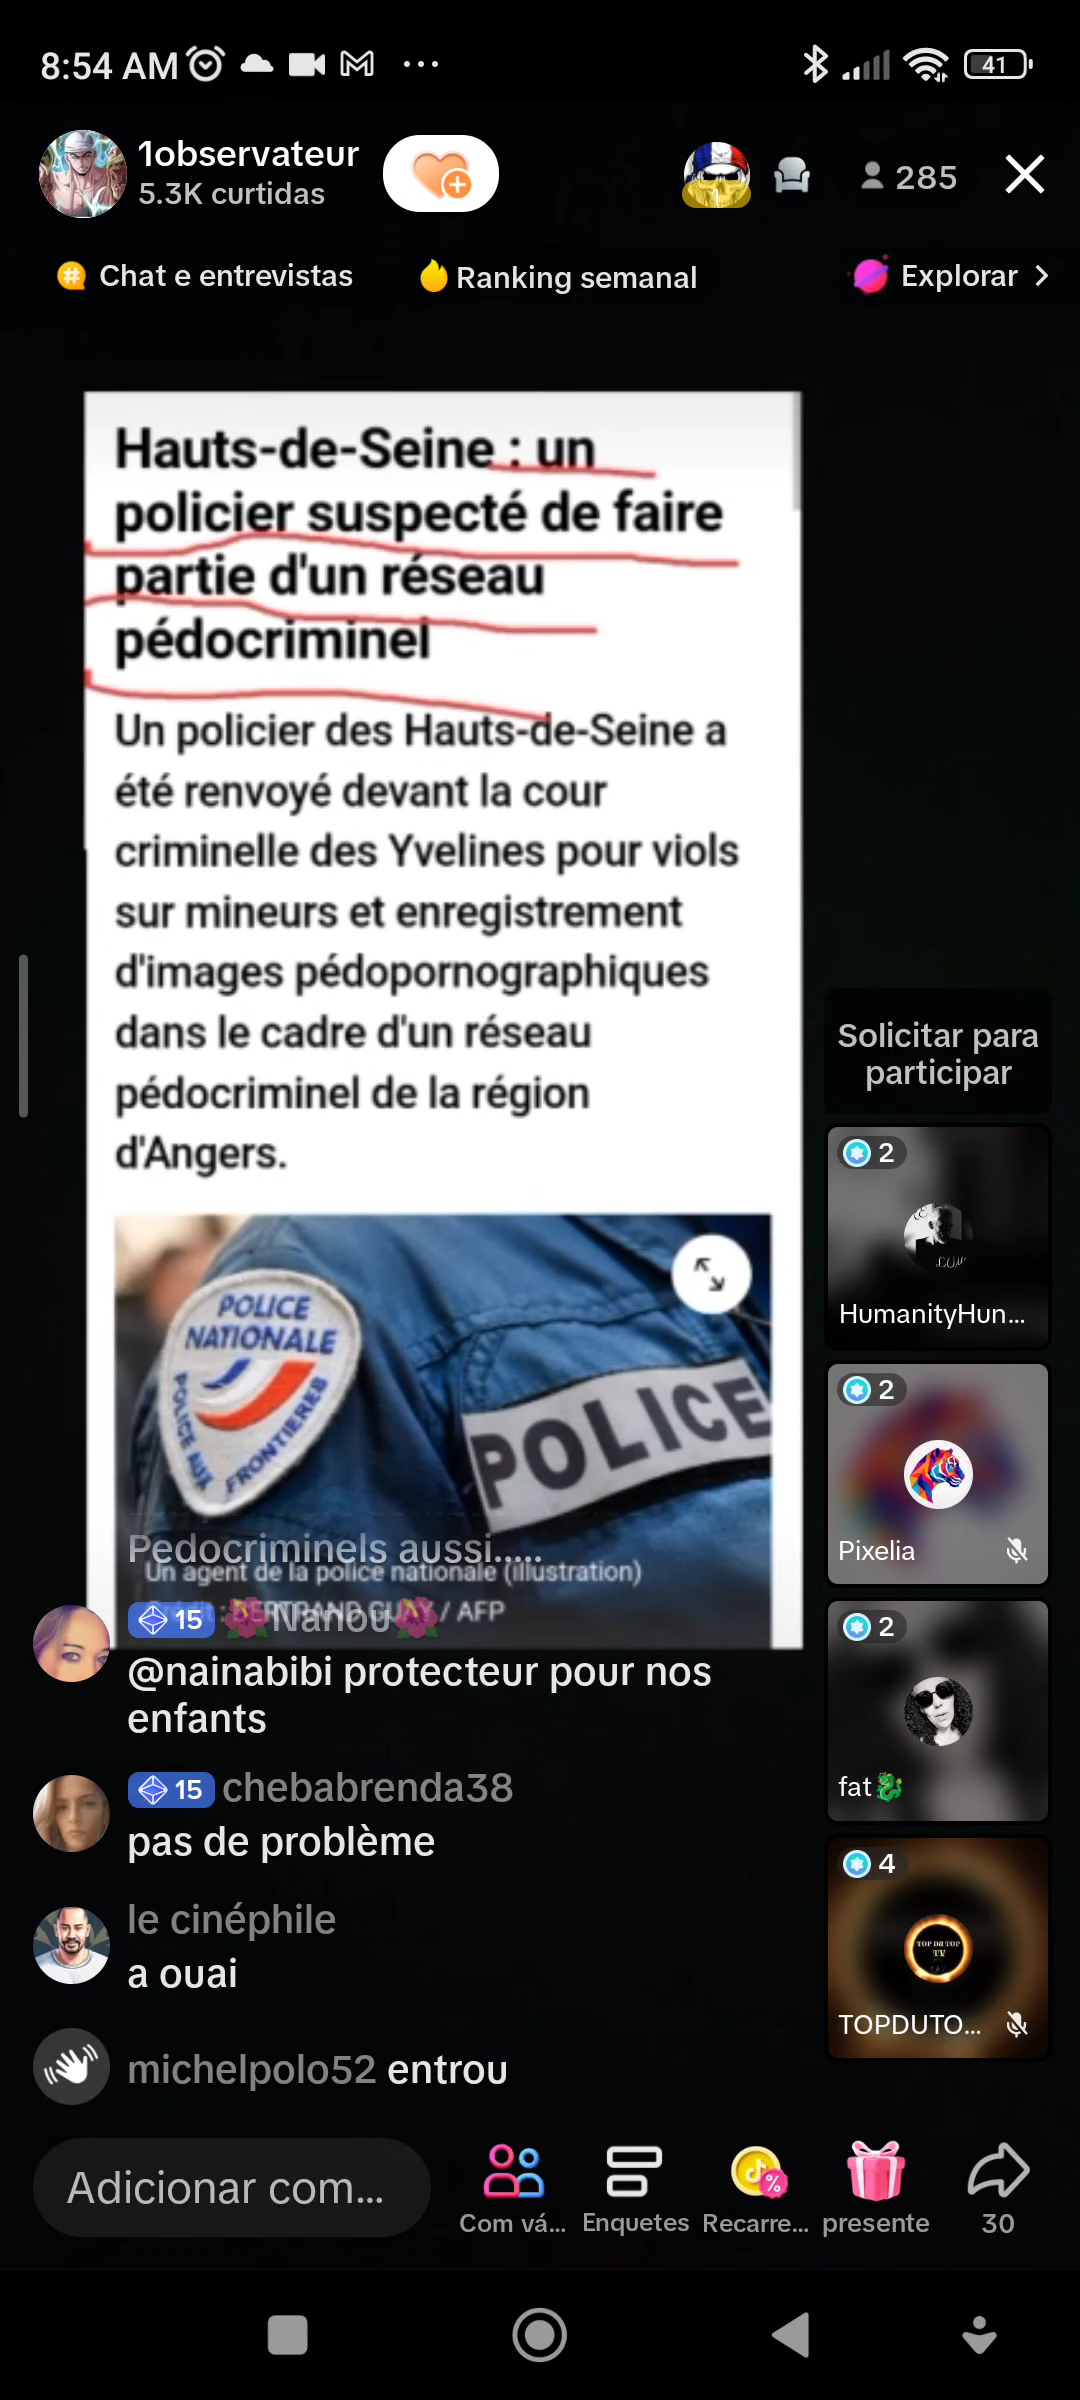 8:54 AM
41
1observateur
5.3K curtidas
1
285
Chat e entrevistas
Ranking semanal
Explorar
Hauts-de-Seine : un
policier suspecté de faire
partie d'un réseau
pédocriminel
Un policier des Hauts-de-Seine a
été renvoyé devant la cour
criminelle des Yvelines pour viols
sur mineurs et enregistrement
d'images pédopornographiques
dans le cadre d'un réseau
pédocriminel de la région
d'Angers.
POLICE
NATIONALE
POLICE AUX
FRONTIERES
POLICE
Un agent de la police nationale (illustration)
/ AFP
Solicitar para
participar
2
HumanityHun...
2
Pixelia
2
fat🐉
4
TOP DU TOP
TV
TOPDUTO...
Pedocriminels aussi.....
15 🌺Nanou🌺
@nainabibi protecteur pour nos
enfants
15 chebabrenda38
pas de problème
le cinéphile
a ouai
michelpolo52 entrou
Adicionar com...
Com vá...
Enquetes
Recarre...
presente
30